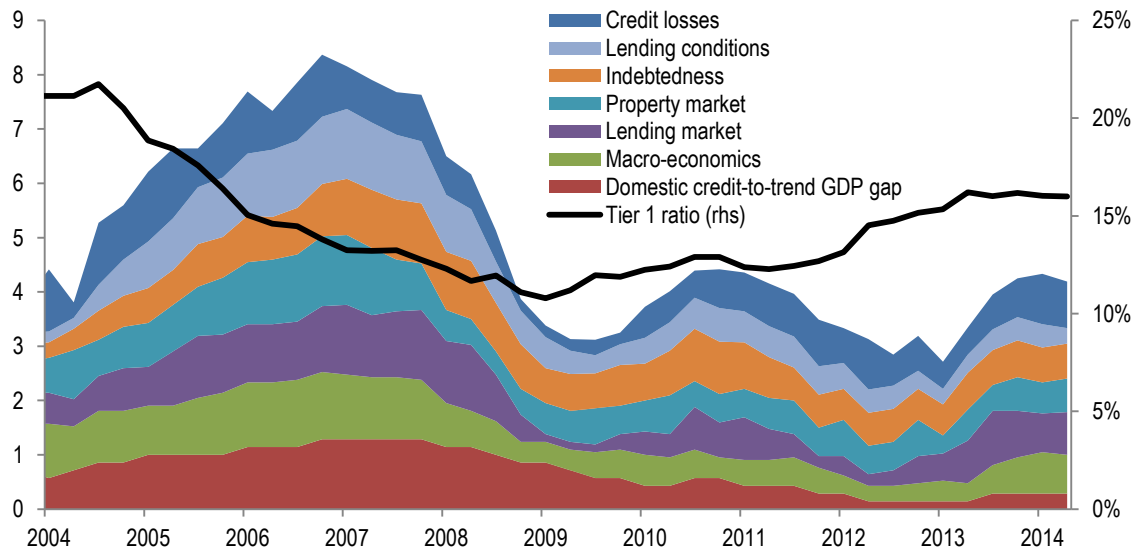 9
8
7
6
5
4
3
2
1
0
25%
20%
15%
10%
5%
0%
Credit losses
Lending conditions
Indebtedness
Property market
Lending market
Macro-economics
Domestic credit-to-trend GDP gap
Tier 1 ratio (rhs)
2004 2005 2006 2007 2008 2009 2010 2011 2012 2013 2014